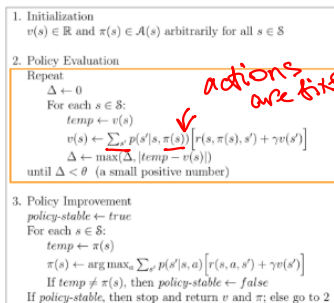 1. Initialization
v(s) ∈ ℝ and π(s) ∈ 𝒜(s) arbitrarily for all s ∈ 𝒮
2. Policy Evaluation
Repeat
Δ ← 0
For each s ∈ 𝒮:
temp ← v(s)
v(s) ← ∑ₛ′ p(s′|s, π(s)) [r(s, π(s), s′) + γv(s′)]
Δ ← max(Δ, |temp − v(s)|)
until Δ < θ (a small positive number)
actions
are
3. Policy Improvement
policy-stable ← true
For each s ∈ 𝒮:
temp ← π(s)
π(s) ← arg maxₐ ∑ₛ′ p(s′|s, a) [r(s, a, s′) + γv(s′)]
If temp ≠ π(s), then policy-stable ← false
If policy-stable, then stop and return v and π; else go to 2